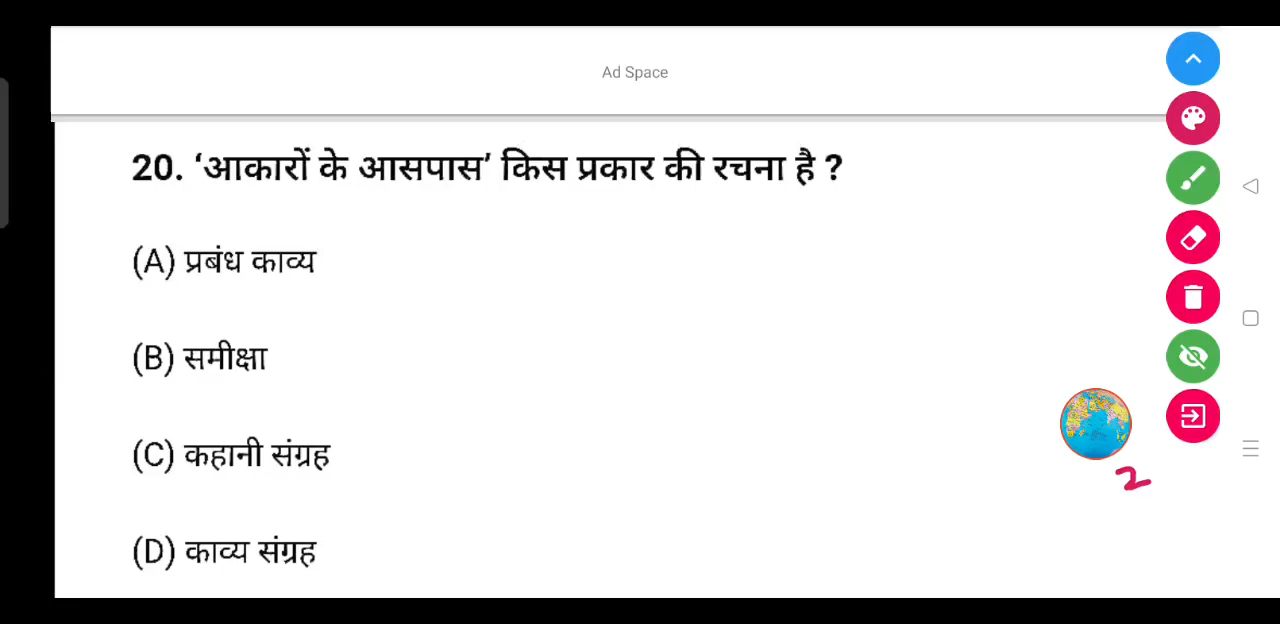 Ad Space
20. ‘आकारों के आसपास’ किस प्रकार की रचना है ?
(A) प्रबंध काव्य
(B) समीक्षा
(C) कहानी संग्रह
(D) काव्य संग्रह
2